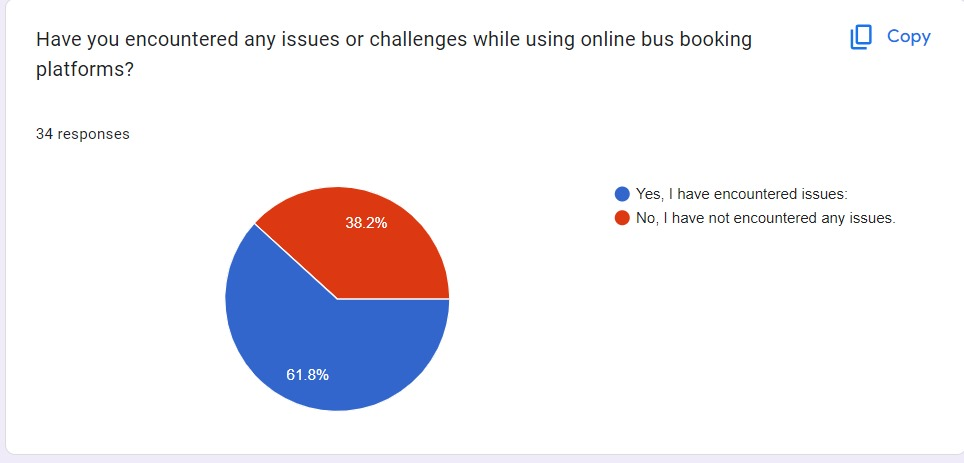 Have you encountered any issues or challenges while using online bus booking
platforms?
Copy
34 responses
38.2%
61.8%
Yes, I have encountered issues:
No, I have not encountered any issues.